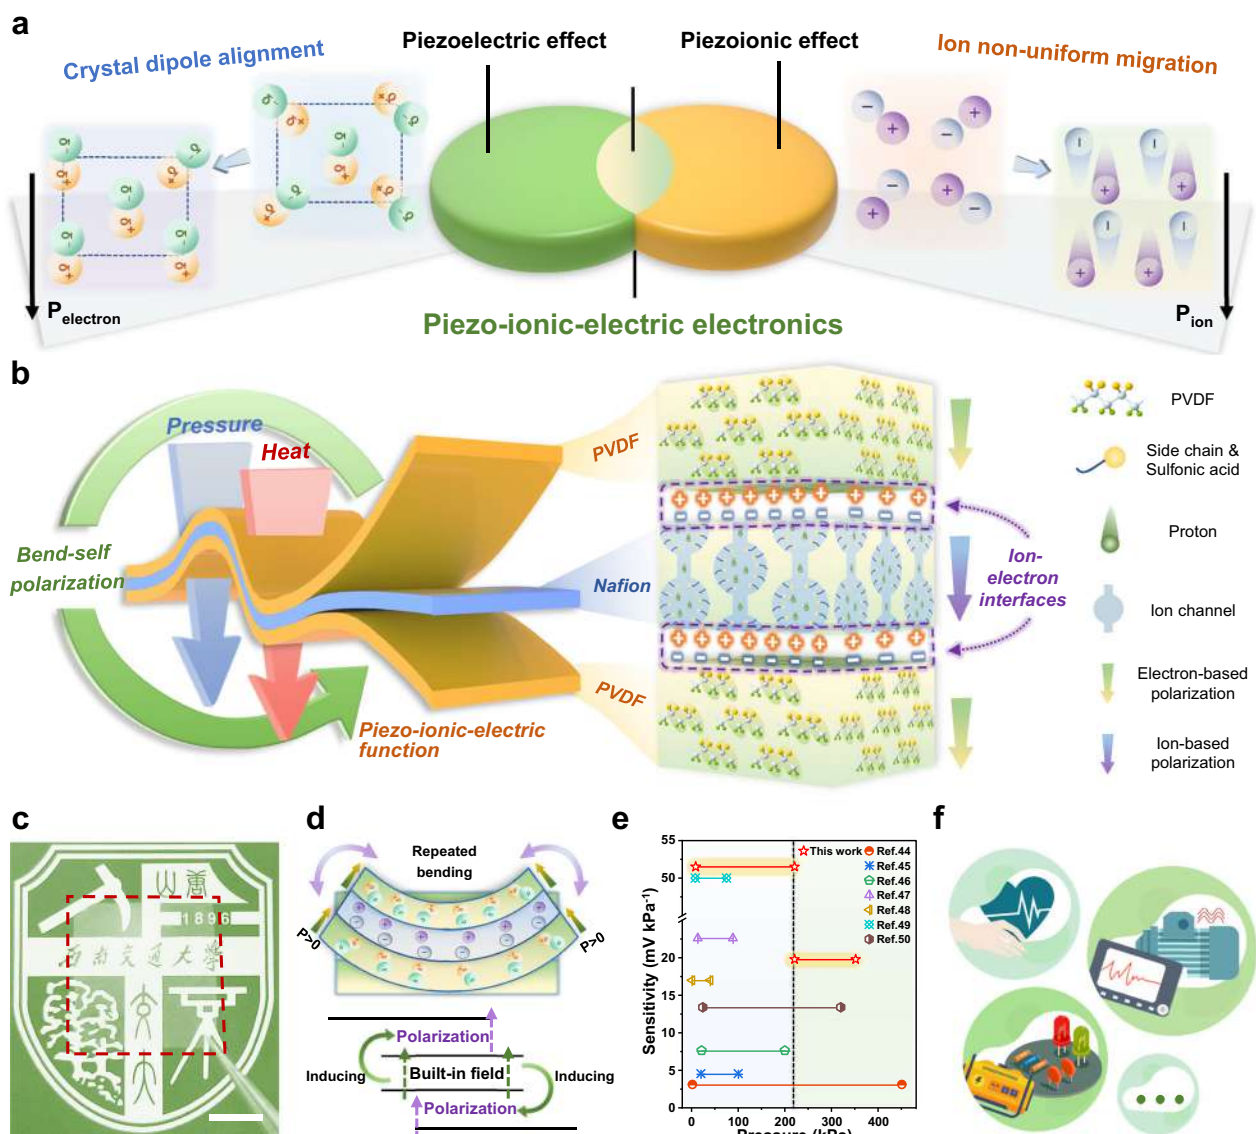 a
Crystal dipole alignment
Piezoelectric effect
Piezoionic effect
Ion non-uniform migration
P electron
P ion
Piezo-ionic-electric electronics
b
Pressure
Heat
Bend-self
polarization
Piezo-ionic-electric
function
PVDF
Nafion
PVDF
Ion-
electron
interfaces
PVDF
Side chain &
Sulfonic acid
Proton
Ion channel
Electron-based
polarization
Ion-based
polarization
c
1896
西南交通大学
d
Repeated
bending
P>0
P>0
Polarization
Inducing
Built-in field
Inducing
Polarization
e
Sensitivity (mV kPa⁻¹)
55
50
20
15
10
5
0
0
100
200
300
400
Pressure (kPa)
This work
Ref.44
Ref.45
Ref.46
Ref.47
Ref.48
Ref.49
Ref.50
f